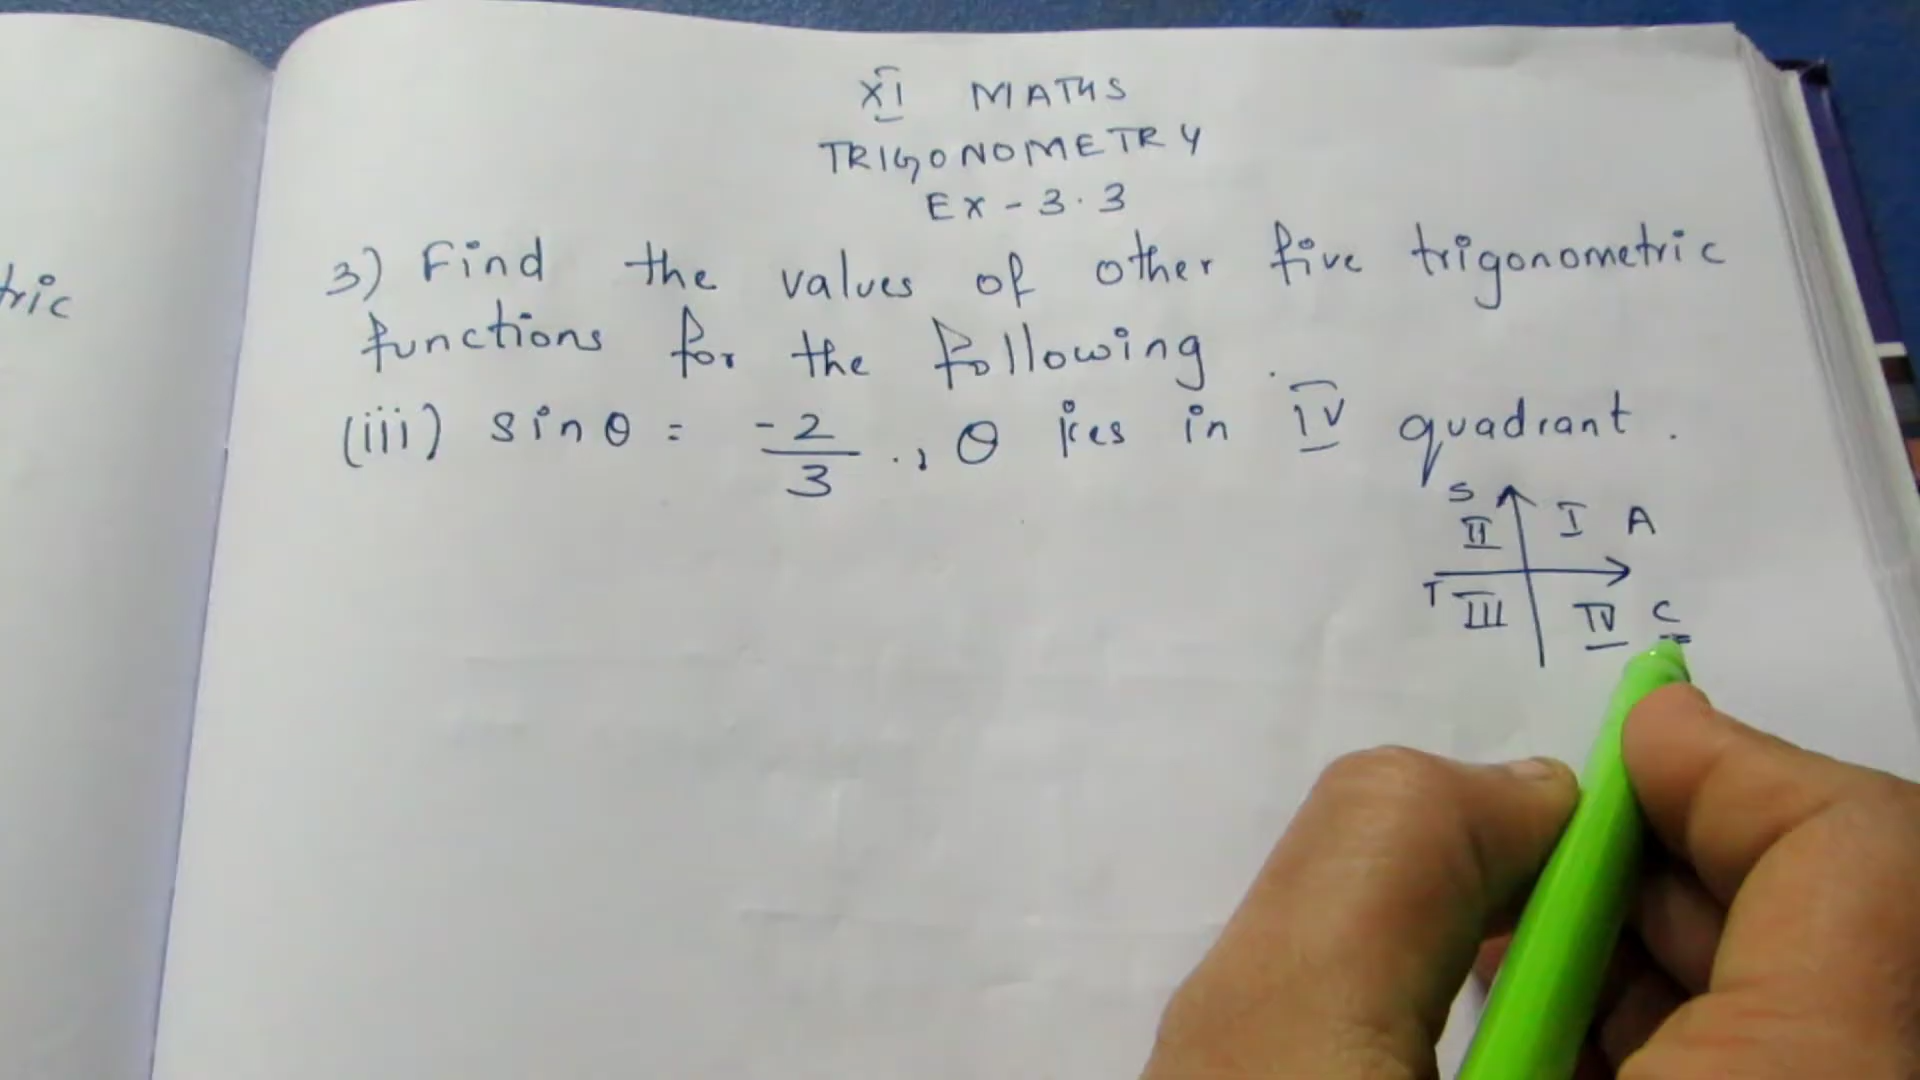 tric
XI MATHS
TRIGONOMETRY
EX - 3.3
3) Find the values of other five trigonometric
functions for the following.
(iii) sinθ = -2/3 ., θ lies in IV quadrant.
S
II I A
T III IV C